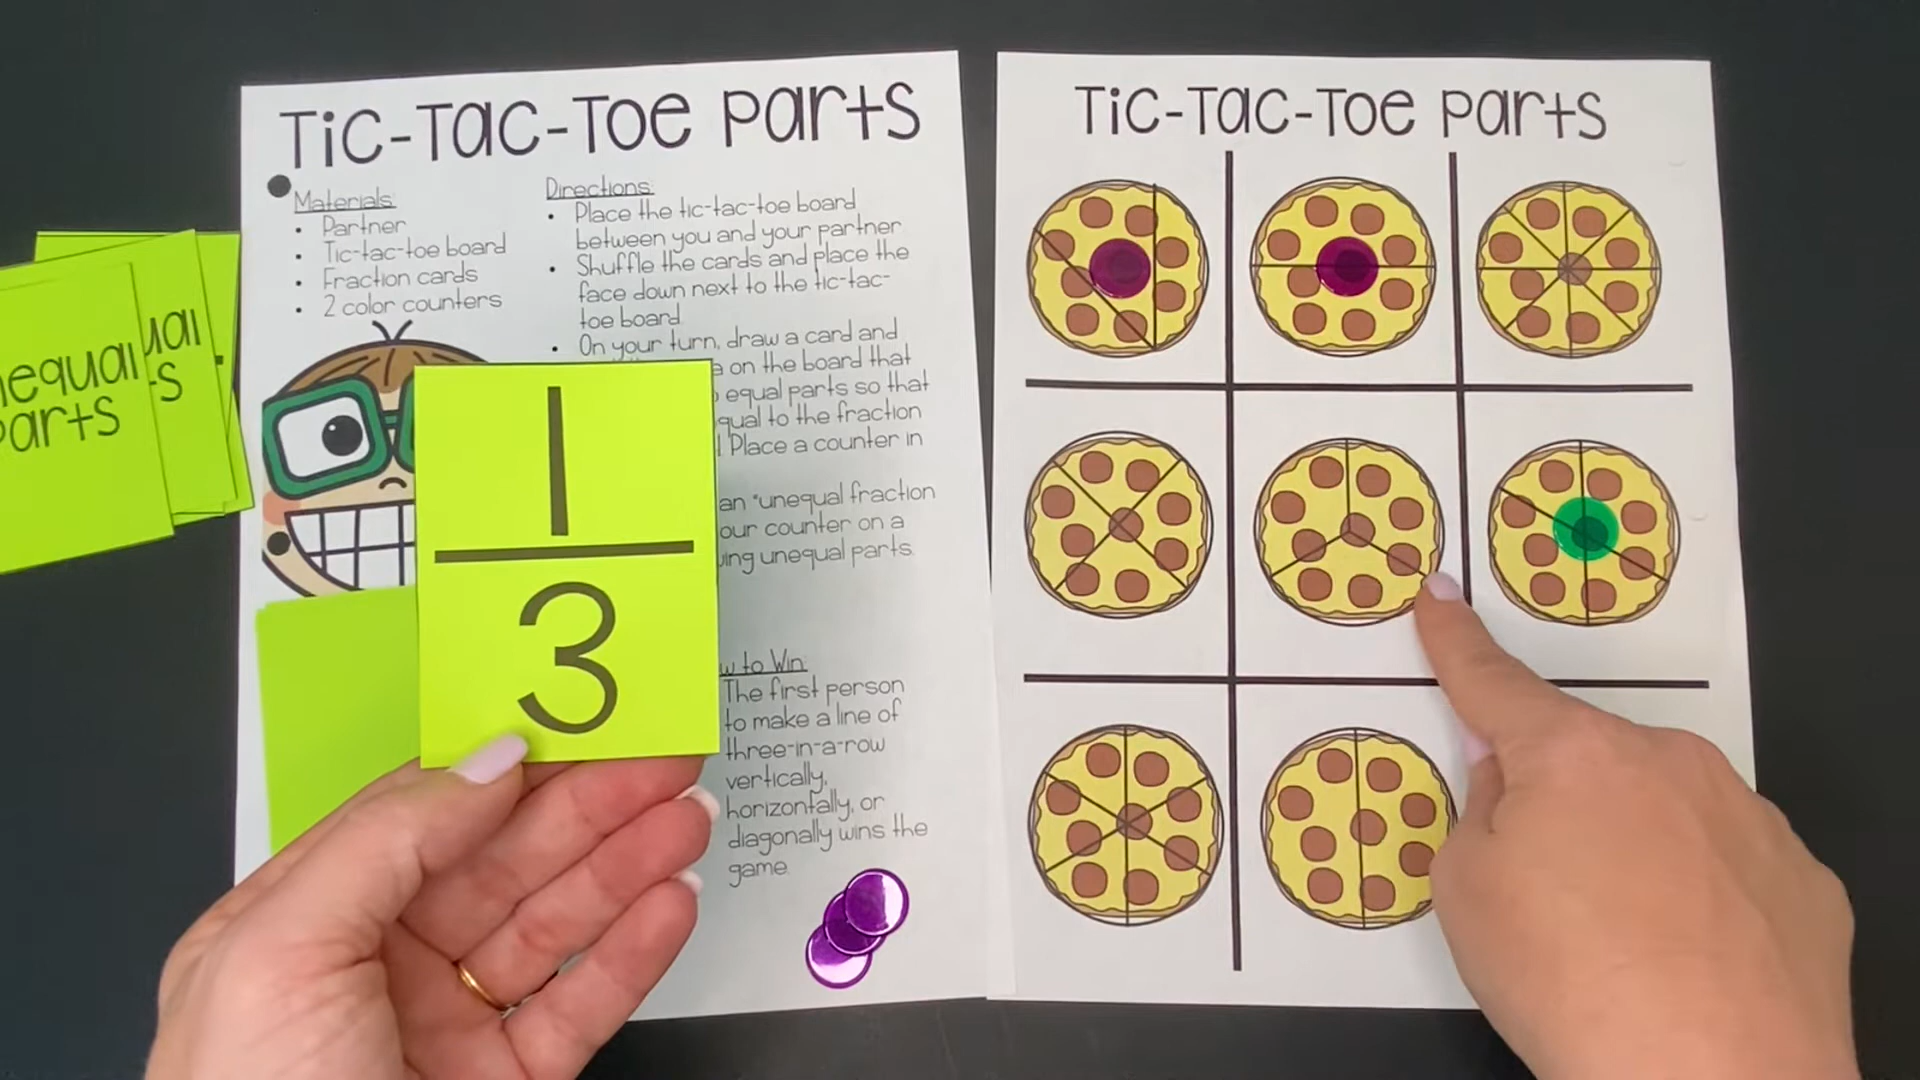 Tic-Tac-Toe Parts
Materials:
• Partner
• Tic-tac-toe board
• Fraction cards
• 2 color counters
Directions:
• Place the tic-tac-toe board
between you and your partner
• Shuffle the cards and place the
face down next to the tic-tac-
toe board
• On your turn, draw a card and
on the board that
equal parts so that
qual to the fraction
Place a counter in
an "unequal fraction
our counter on a
ing unequal parts.
w to Win:
The first person
to make a line of
three-in-a-row
vertically,
horizontally, or
diagonally wins the
game.
nequal
parts
ual
s
1
3
Tic-Tac-Toe Parts